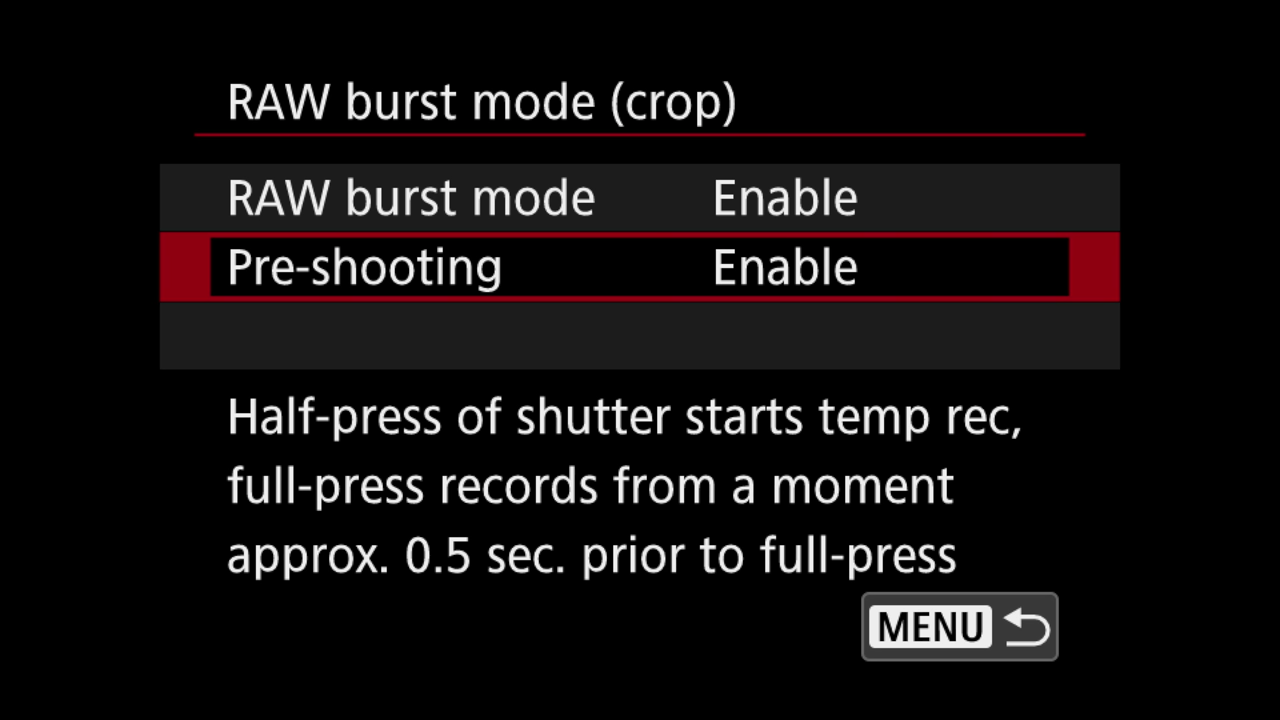 RAW burst mode (crop)
RAW burst mode Enable
Pre-shooting Enable
Half-press of shutter starts temp rec,
full-press records from a moment
approx. 0.5 sec. prior to full-press
MENU